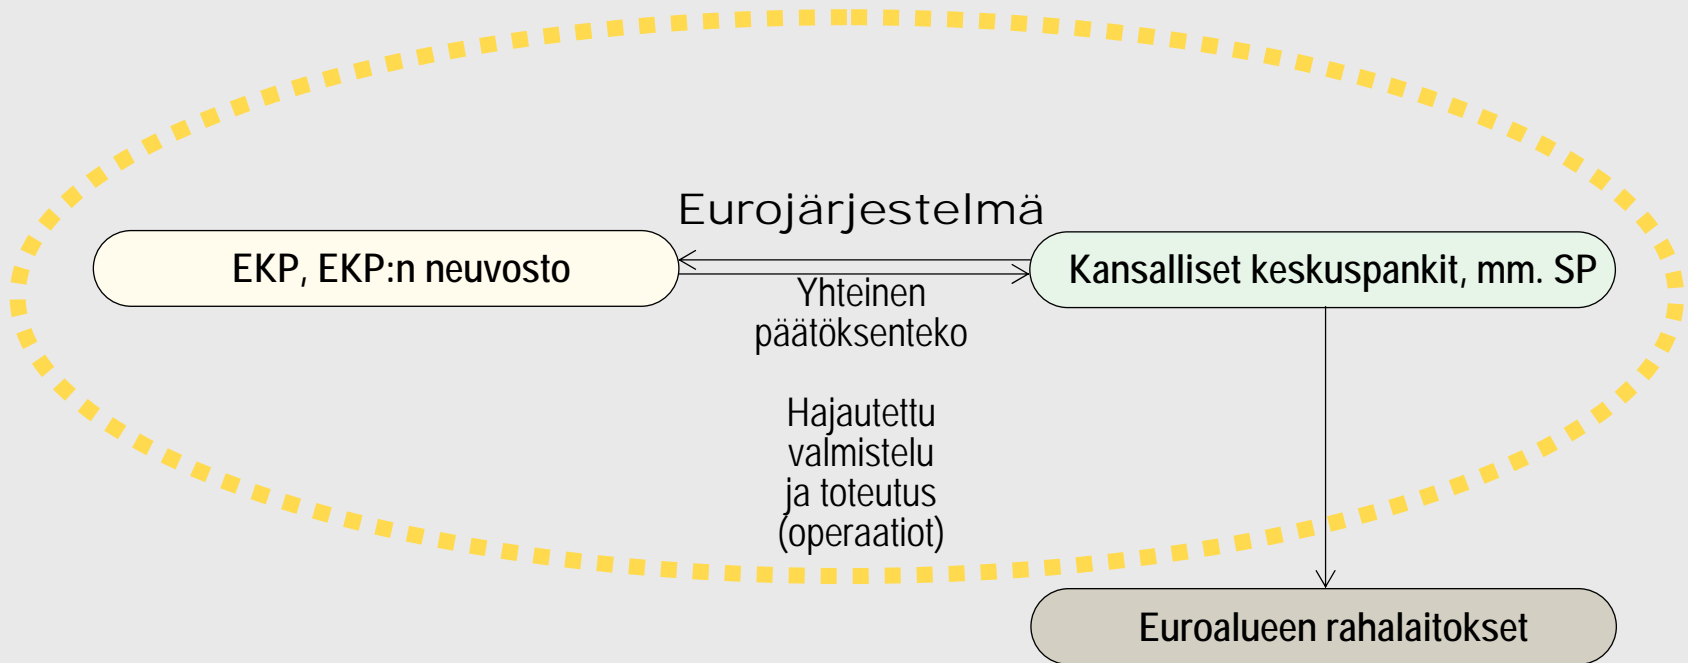 Eurojärjestelmä
EKP, EKP:n neuvosto
Kansalliset keskuspankit, mm. SP
Yhteinen
päätöksenteko
Hajautettu
valmistelu
ja toteutus
(operaatiot)
Euroalueen rahalaitokset